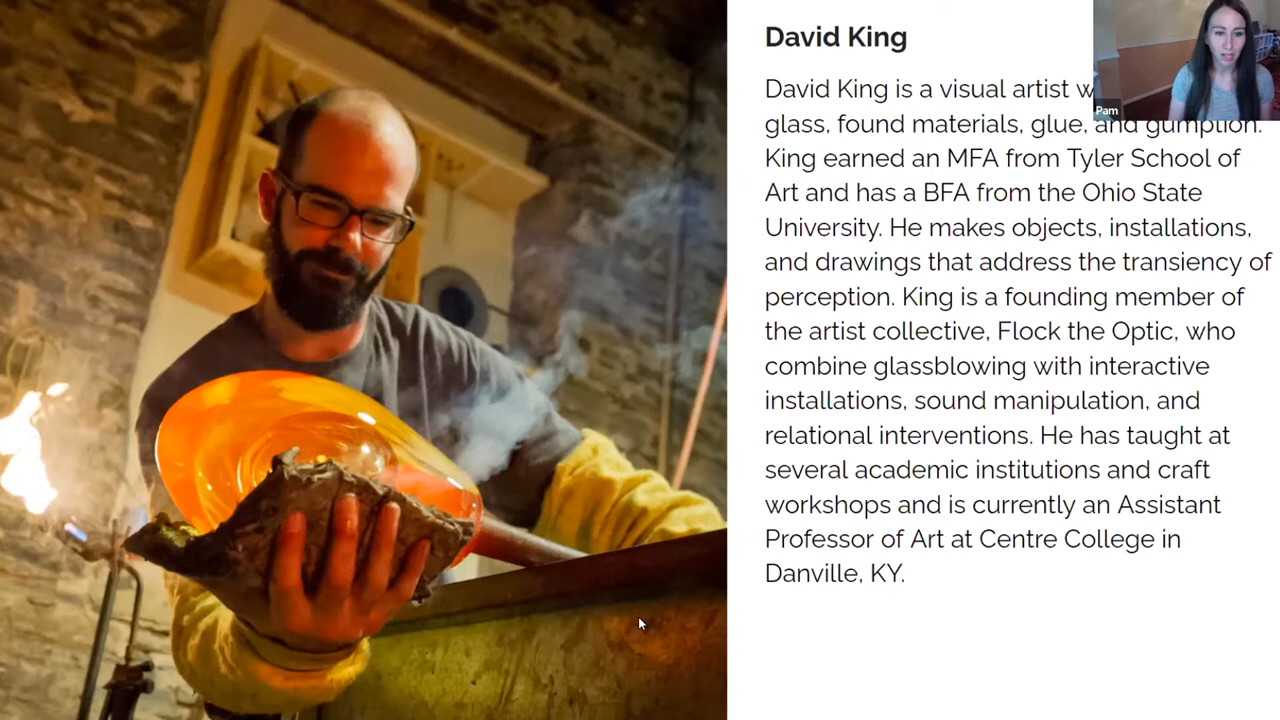 David King
David King is a visual artist w
glass, found materials, glue, and gumption.
King earned an MFA from Tyler School of
Art and has a BFA from the Ohio State
University. He makes objects, installations,
and drawings that address the transiency of
perception. King is a founding member of
the artist collective, Flock the Optic, who
combine glassblowing with interactive
installations, sound manipulation, and
relational interventions. He has taught at
several academic institutions and craft
workshops and is currently an Assistant
Professor of Art at Centre College in
Danville, KY.
Pam